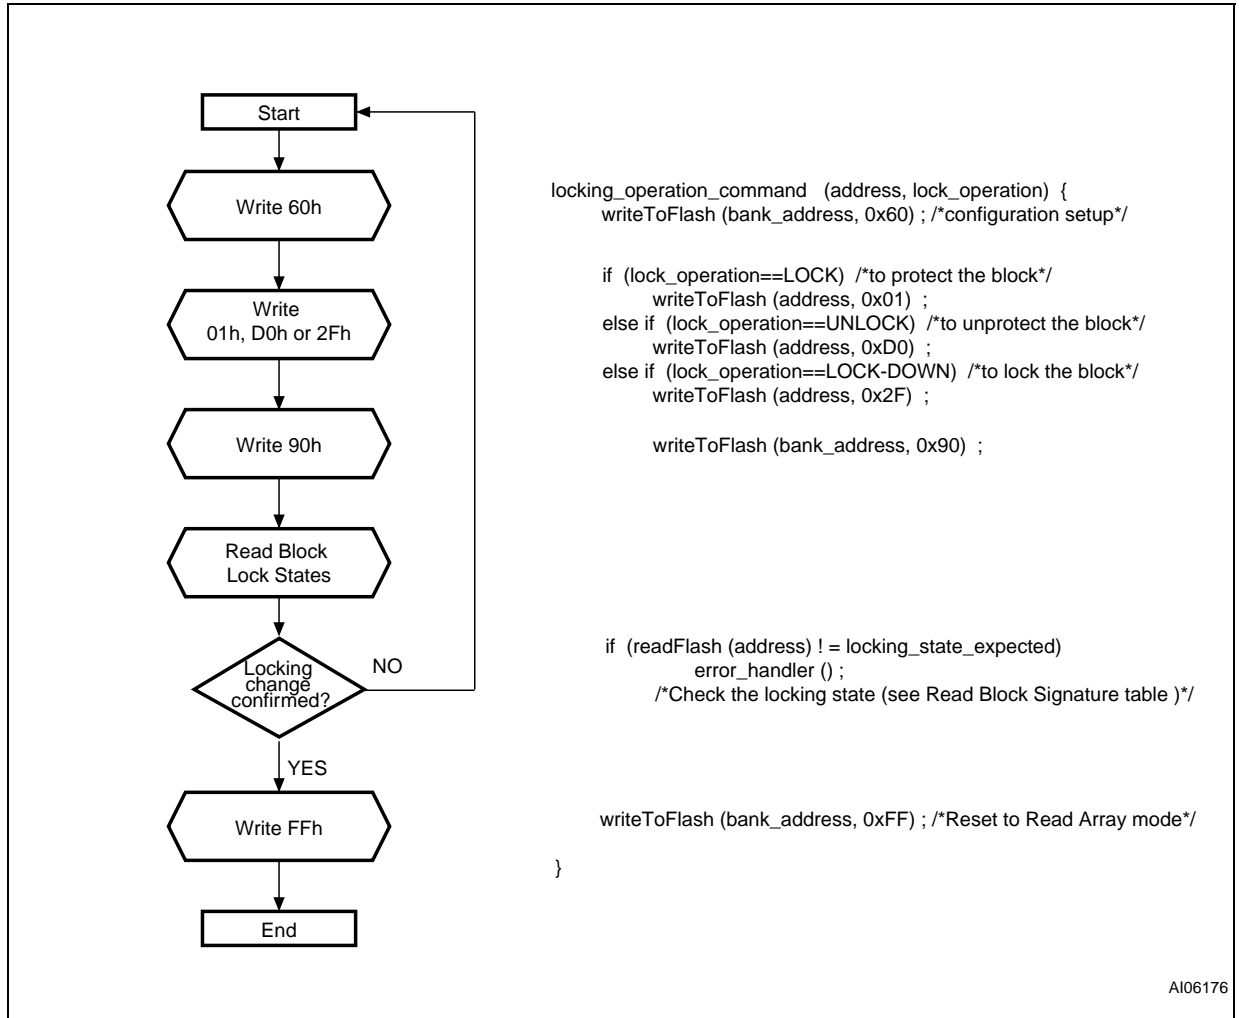 Start
Write 60h
Write
01h, D0h or 2Fh
Write 90h
Read Block
Lock States
Locking
change
confirmed?
NO
YES
Write FFh
End
locking_operation_command (address, lock_operation) {
writeToFlash (bank_address, 0x60) ; /*configuration setup*/
if (lock_operation==LOCK) /*to protect the block*/
writeToFlash (address, 0x01) ;
else if (lock_operation==UNLOCK) /*to unprotect the block*/
writeToFlash (address, 0xD0) ;
else if (lock_operation==LOCK-DOWN) /*to lock the block*/
writeToFlash (address, 0x2F) ;
writeToFlash (bank_address, 0x90) ;
if (readFlash (address) ! = locking_state_expected)
error_handler () ;
/*Check the locking state (see Read Block Signature table )*/
writeToFlash (bank_address, 0xFF) ; /*Reset to Read Array mode*/
}
AI06176